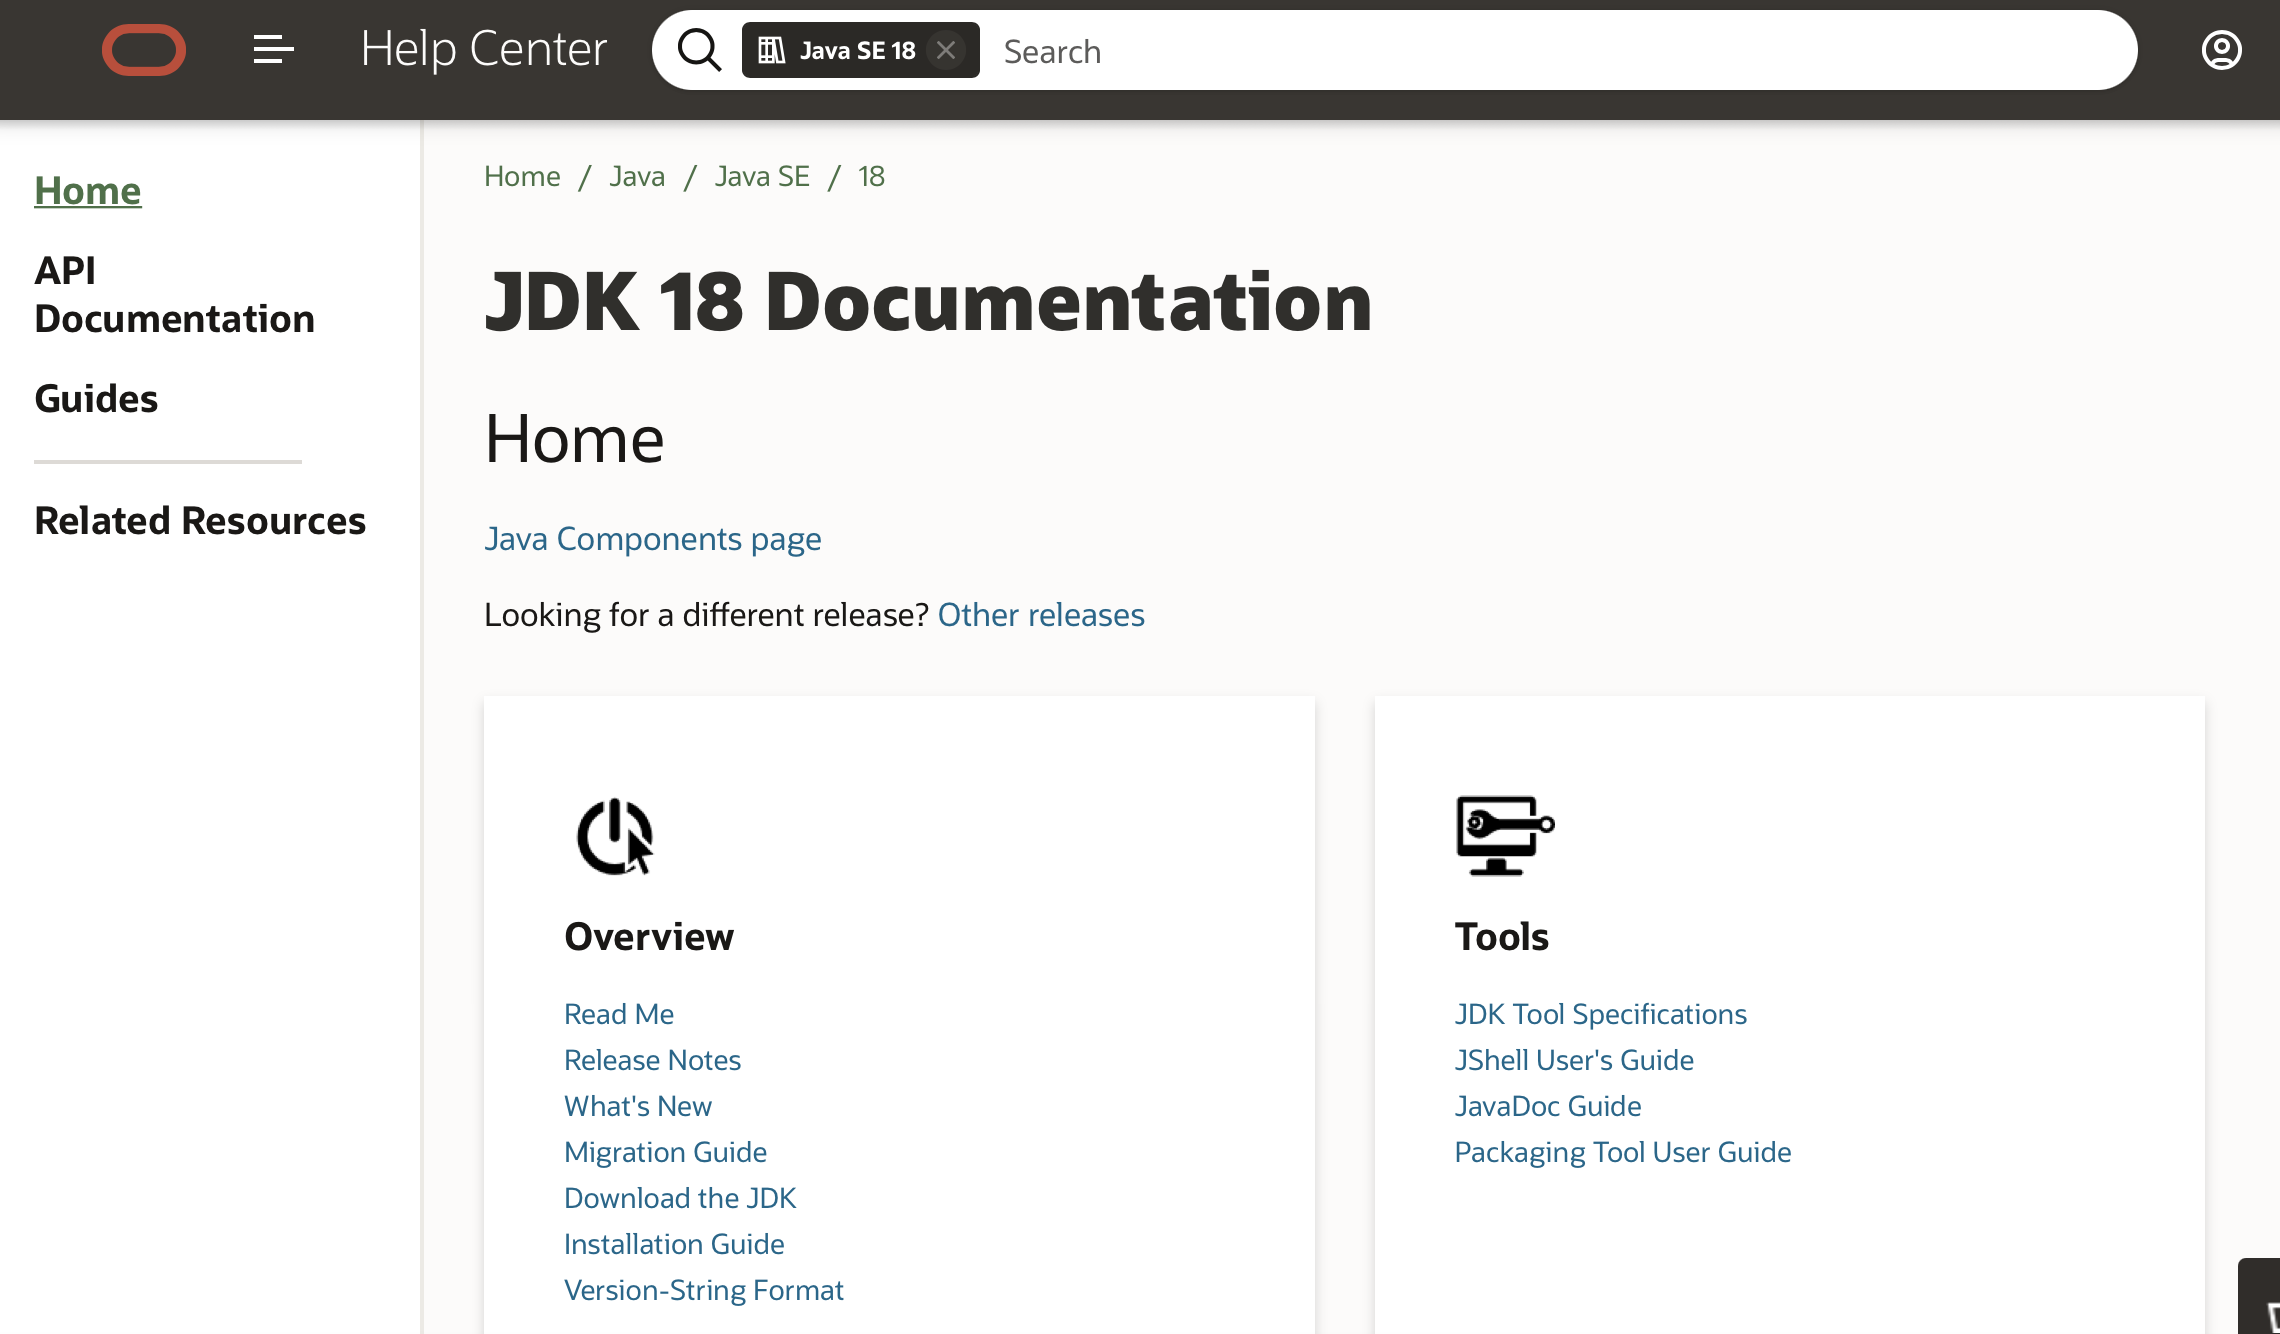 Help Center
Java SE 18
Search
Home
API
Documentation
Guides
Related Resources
Home / Java / Java SE / 18
JDK 18 Documentation
Home
Java Components page
Looking for a different release? Other releases
Overview
Read Me
Release Notes
What's New
Migration Guide
Download the JDK
Installation Guide
Version-String Format
Tools
JDK Tool Specifications
JShell User's Guide
JavaDoc Guide
Packaging Tool User Guide